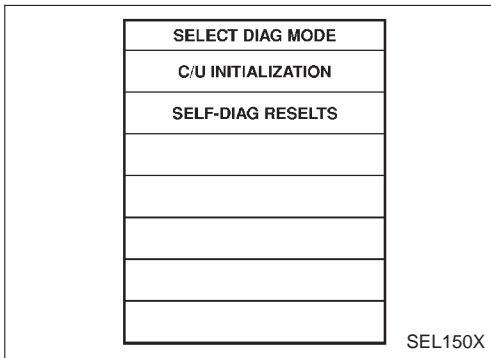 SELECT DIAG MODE
C/U INITIALIZATION
SELF-DIAG RESELTS
SEL150X